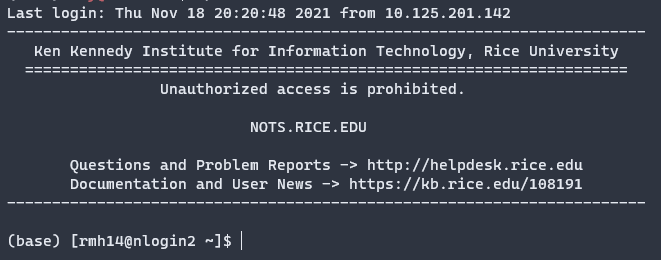 Last login: Thu Nov 18 20:20:48 2021 from 10.125.201.142
-----------------------------------------------------------------------
Ken Kennedy Institute for Information Technology, Rice University
===================================================================
Unauthorized access is prohibited.
NOTS.RICE.EDU
Questions and Problem Reports -> http://helpdesk.rice.edu
Documentation and User News -> https://kb.rice.edu/108191
-----------------------------------------------------------------------
(base) [rmh14@nlogin2 ~]$